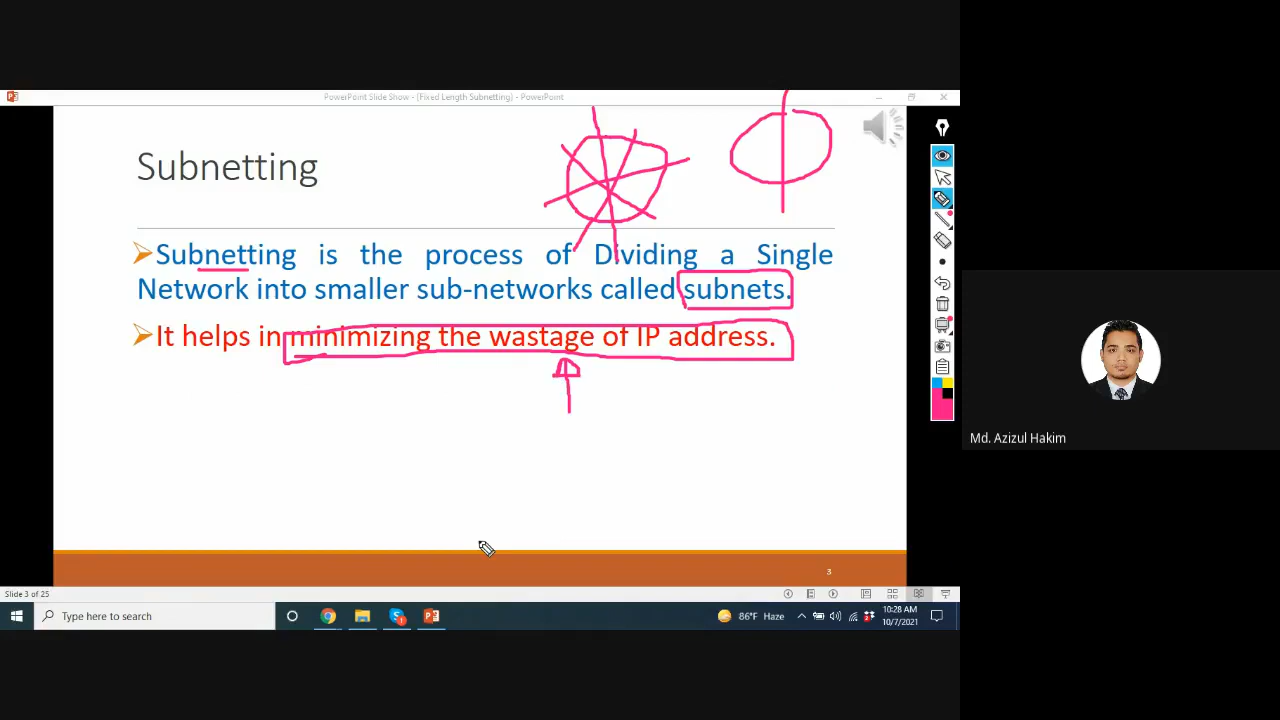 PowerPoint Slide Show - [Fixed Length Subnetting] - PowerPoint
Subnetting
Subnetting is the process of Dividing a Single
Network into smaller sub-networks called subnets.
It helps in minimizing the wastage of IP address.
3
Md. Azizul Hakim
Slide 3 of 25
Type here to search
86°F Haze
10:28 AM
10/7/2021